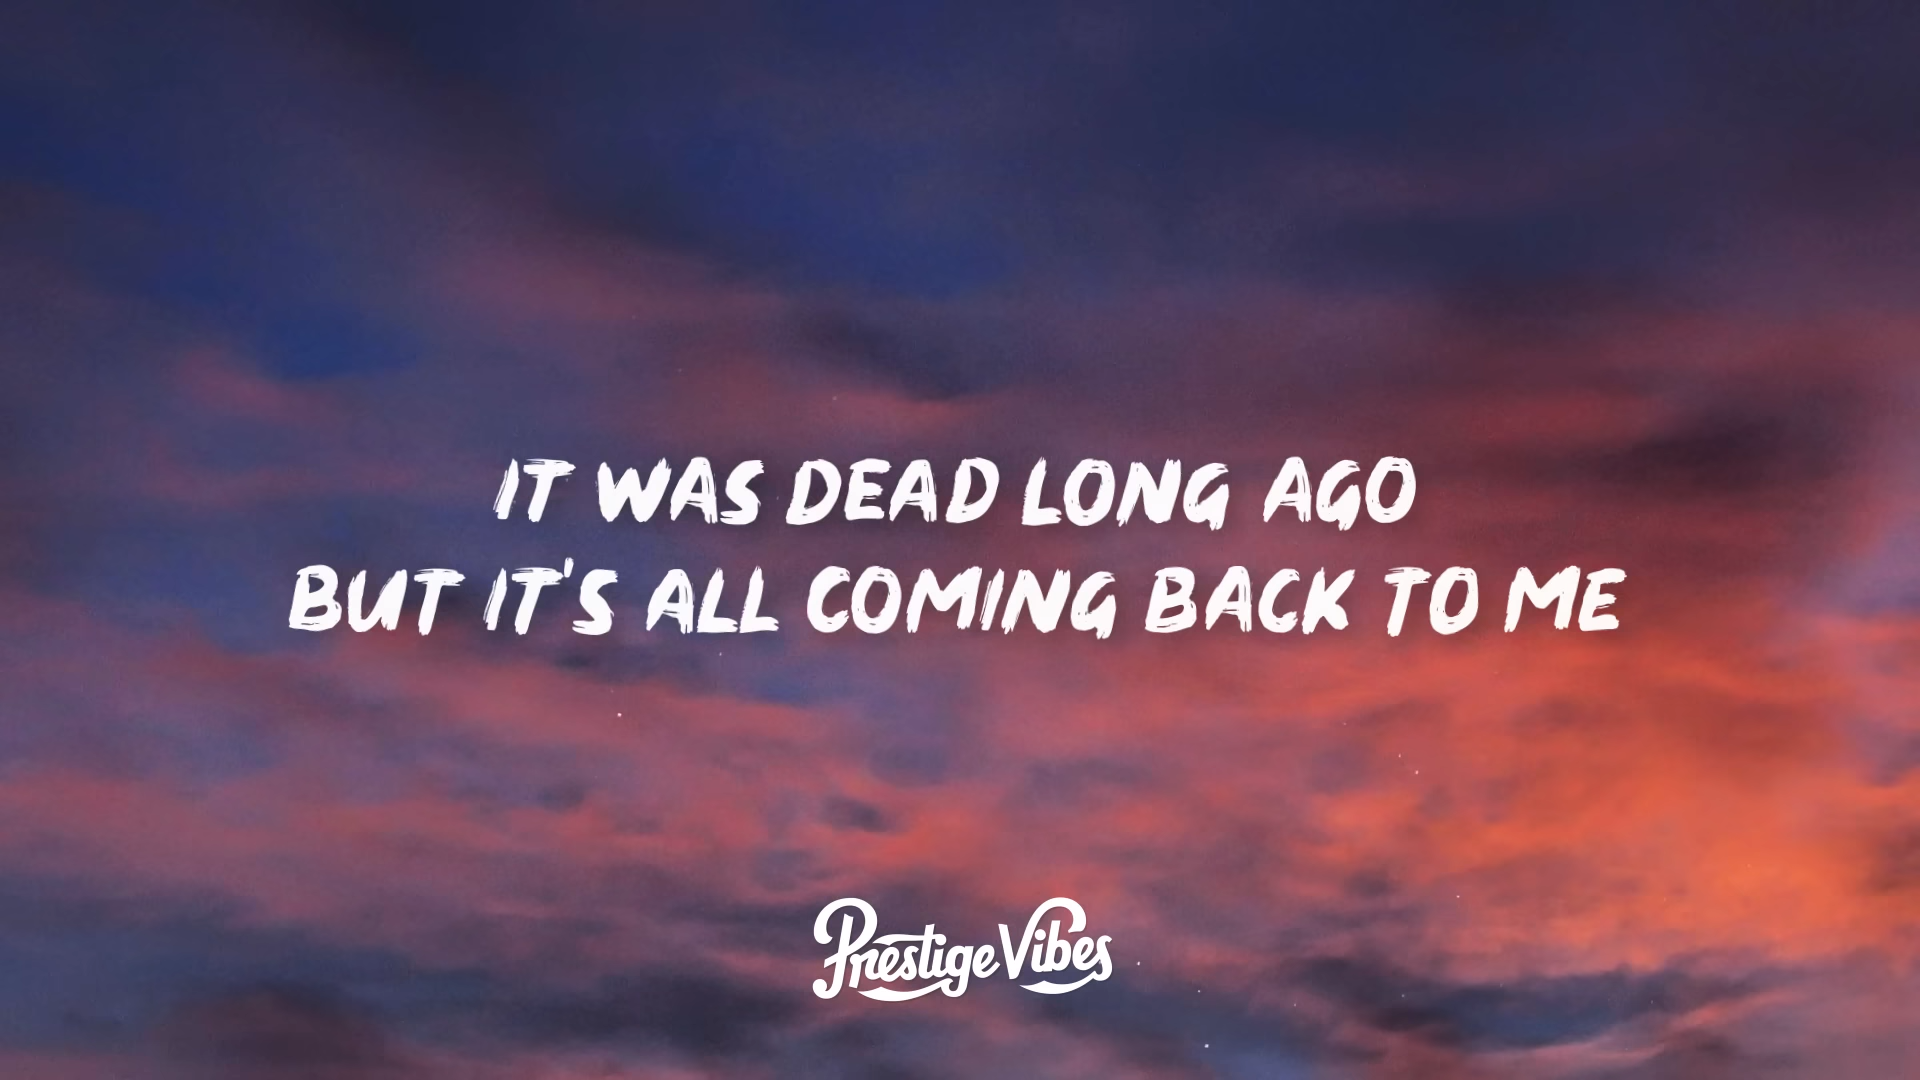 IT WAS DEAD LONG AGO
BUT IT'S ALL COMING BACK TO ME
Prestige Vibes